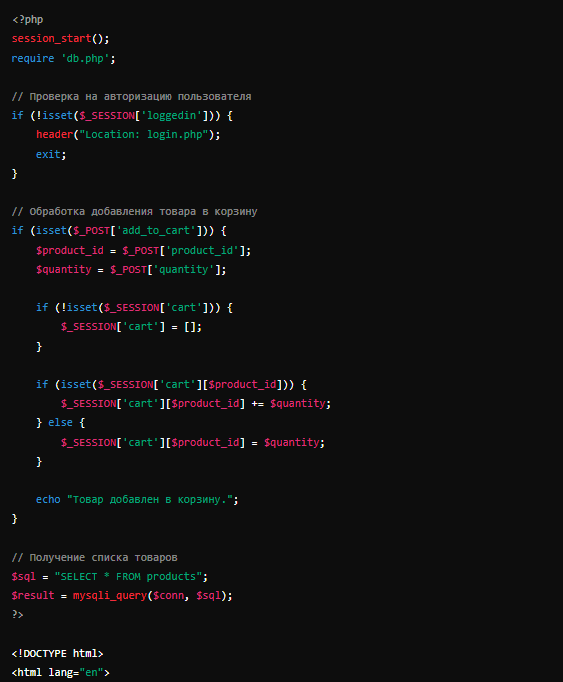 <?php
session_start();
require 'db.php';
// Проверка на авторизацию пользователя
if (!isset($_SESSION['loggedin'])) {
    header("Location: login.php");
    exit;
}
// Обработка добавления товара в корзину
if (isset($_POST['add_to_cart'])) {
    $product_id = $_POST['product_id'];
    $quantity = $_POST['quantity'];
    if (!isset($_SESSION['cart'])) {
        $_SESSION['cart'] = [];
    }
    if (isset($_SESSION['cart'][$product_id])) {
        $_SESSION['cart'][$product_id] += $quantity;
    } else {
        $_SESSION['cart'][$product_id] = $quantity;
    }
    echo "Товар добавлен в корзину.";
}
// Получение списка товаров
$sql = "SELECT * FROM products";
$result = mysqli_query($conn, $sql);
?>
<!DOCTYPE html>
<html lang="en">